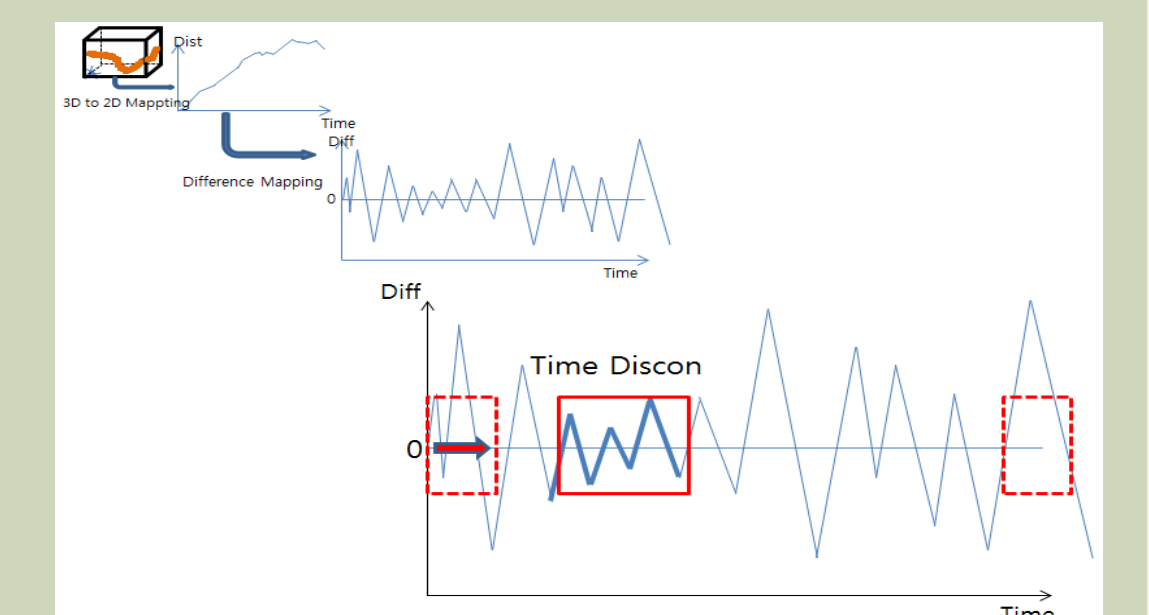 Dist
3D to 2D Mappting
Time
Diff
Difference Mapping
0
Time
Diff
Time Discon
0
Time